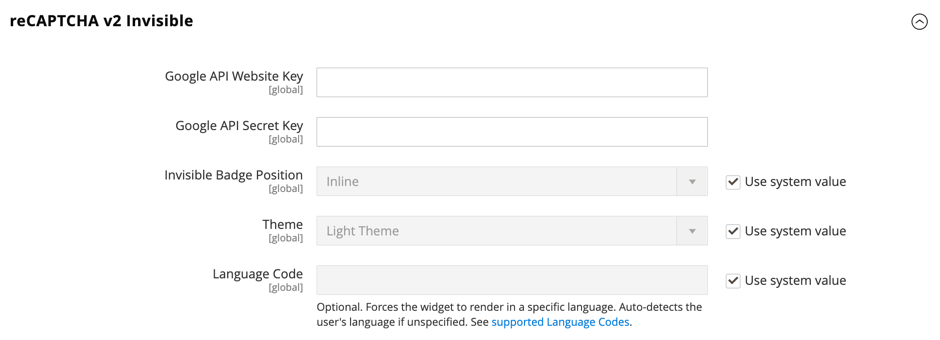 reCAPTCHA v2 Invisible
Google API Website Key
[global]
Google API Secret Key
[global]
Invisible Badge Position
[global]
Inline
Use system value
Theme
[global]
Light Theme
Use system value
Language Code
[global]
Use system value
Optional. Forces the widget to render in a specific language. Auto-detects the
user's language if unspecified. See supported Language Codes.